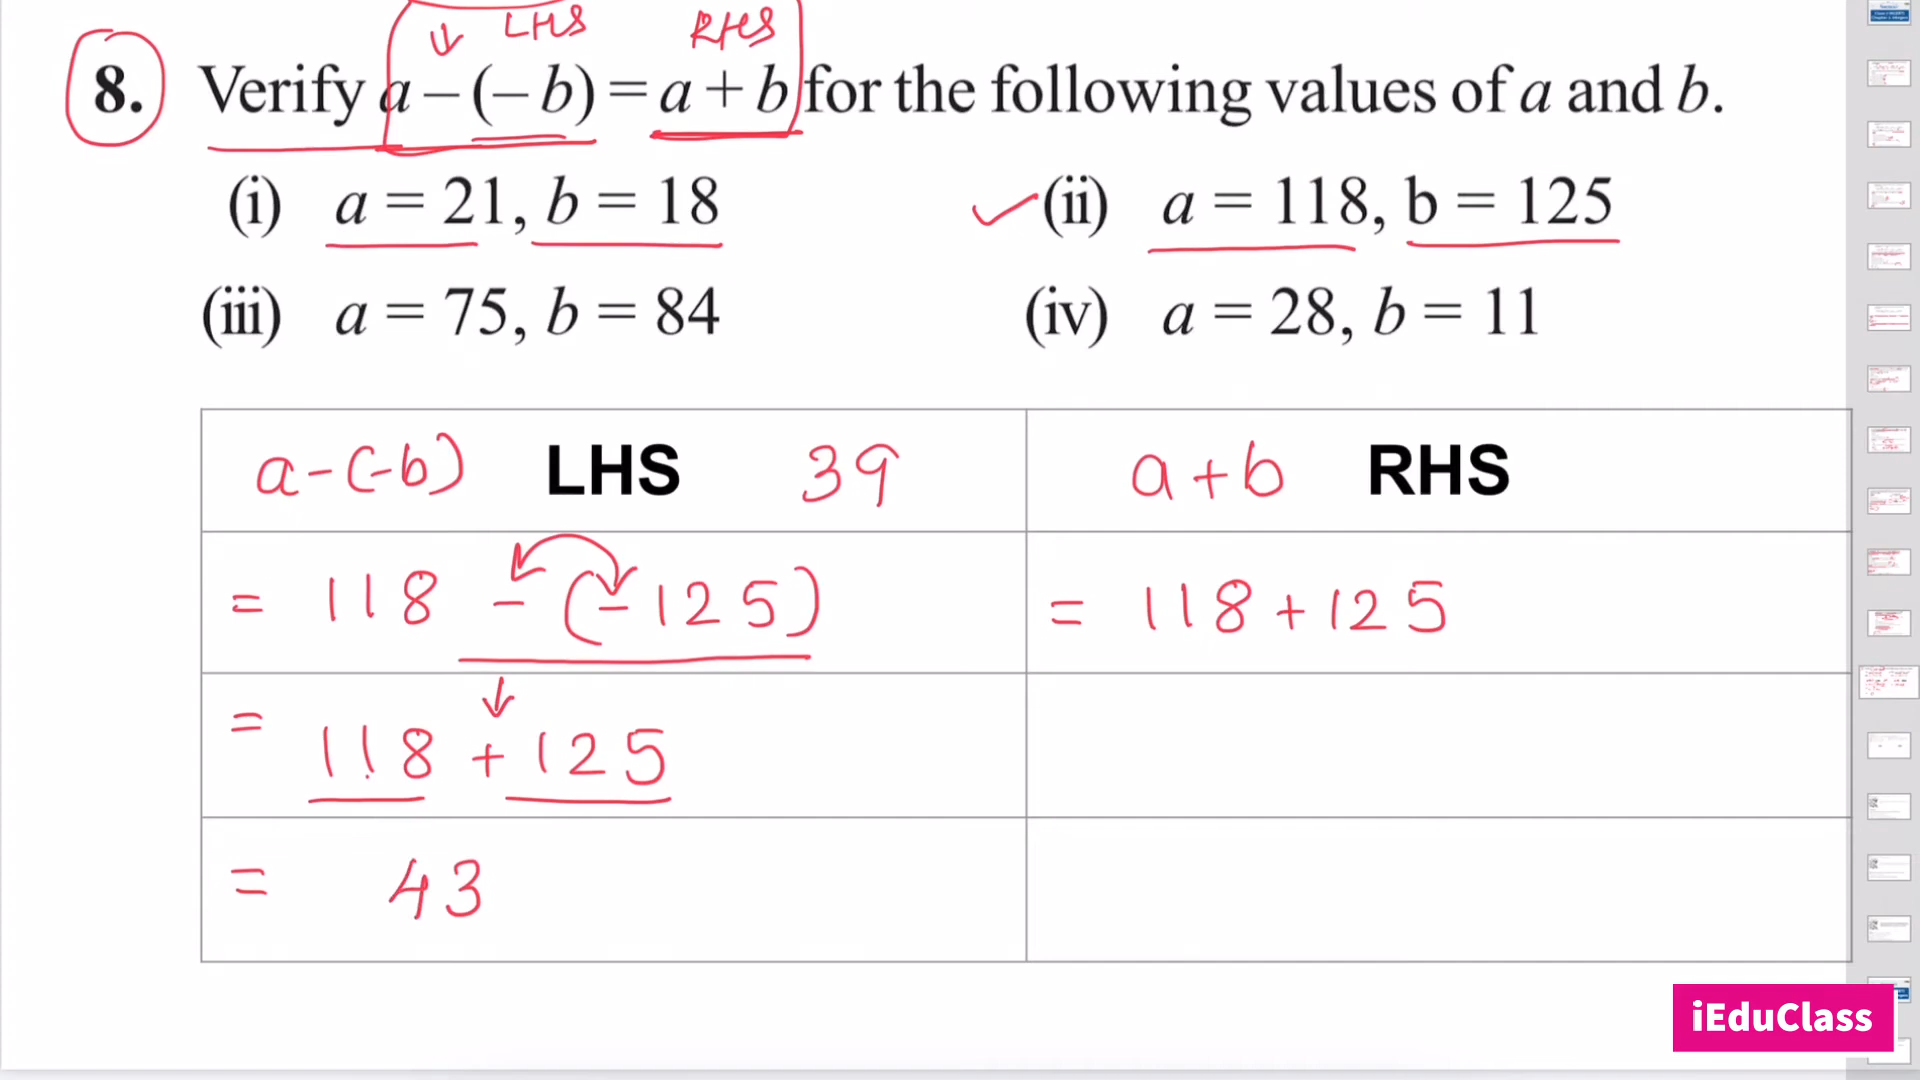 ↓ LHS RHS
8. Verify a – (– b) = a + b for the following values of a and b.
(i) a = 21, b = 18
✓(ii) a = 118, b = 125
(iii) a = 75, b = 84
(iv) a = 28, b = 11
a-(-b) LHS 39
a+b RHS
= 118 - (-125)
= 118+125
= 118 + 125
= 43
iEduClass